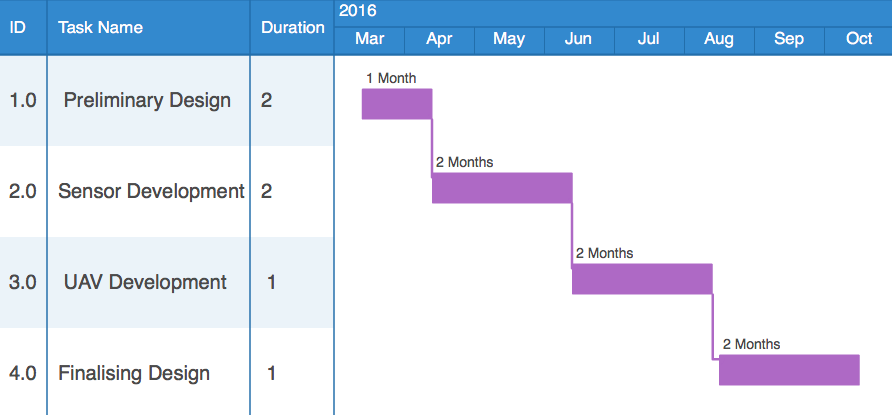 ID Task Name Duration 2016
Mar Apr May Jun Jul Aug Sep Oct
1 Month
1.0 Preliminary Design 2
2 Months
2.0 Sensor Development 2
2 Months
3.0 UAV Development 1
2 Months
4.0 Finalising Design 1